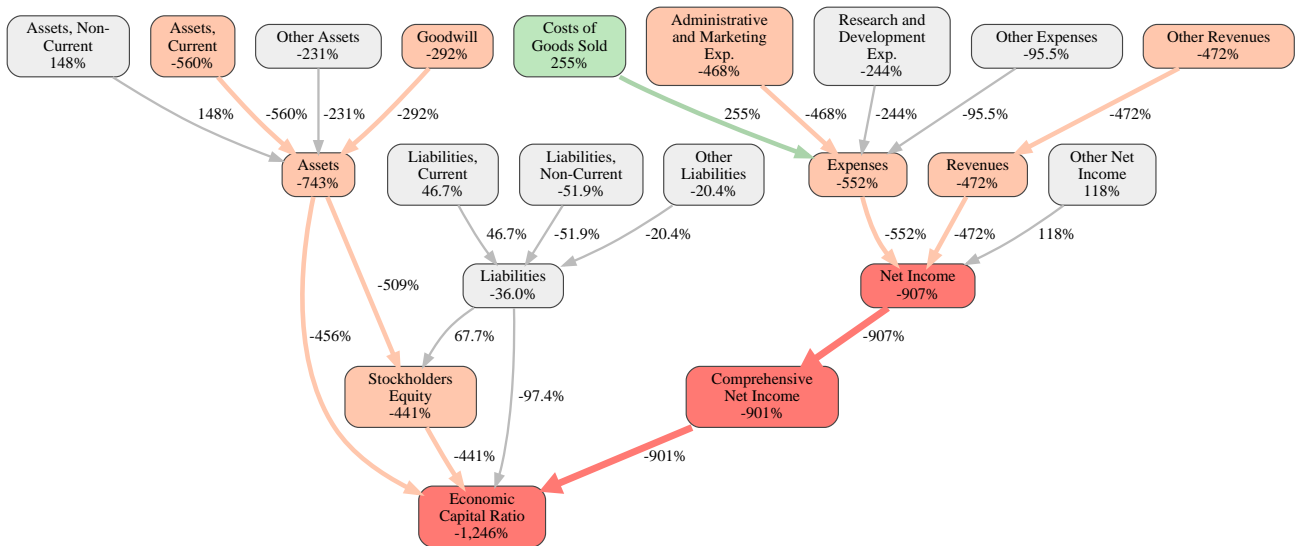 Assets, Non-
Current
148%
Assets,
Current
-560%
Other Assets
-231%
Goodwill
-292%
Costs of
Goods Sold
255%
Administrative
and Marketing
Exp.
-468%
Research and
Development
Exp.
-244%
Other Expenses
-95.5%
Other Revenues
-472%
148%
-560%
-231%
-292%
255%
-468%
-244%
-95.5%
-472%
Assets
-743%
Liabilities,
Current
46.7%
Liabilities,
Non-Current
-51.9%
Other
Liabilities
-20.4%
Expenses
-552%
Revenues
-472%
Other Net
Income
118%
46.7%
-51.9%
-20.4%
-552%
-472%
118%
-509%
Liabilities
-36.0%
Net Income
-907%
-456%
67.7%
-907%
Stockholders
Equity
-441%
-97.4%
Comprehensive
Net Income
-901%
-441%
-901%
Economic
Capital Ratio
-1,246%